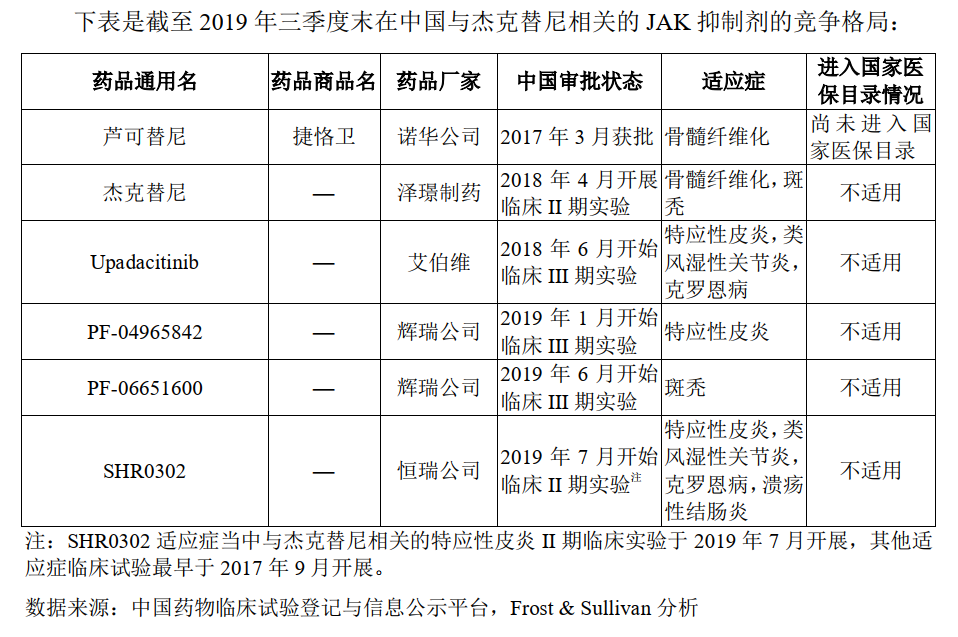 下表是截至 2019 年三季度末在中国与杰克替尼相关的 JAK 抑制剂的竞争格局：
药品通用名 药品商品名 药品厂家 中国审批状态 适应症 进入国家医
保目录情况
芦可替尼 捷恪卫 诺华公司 2017 年 3 月获批 骨髓纤维化 尚未进入国
家医保目录
杰克替尼 — 泽璟制药 2018 年 4 月开展
临床 II 期实验 骨髓纤维化，斑
秃 不适用
Upadacitinib — 艾伯维 2018 年 6 月开始
临床 III 期实验 特应性皮炎，类
风湿性关节炎，
克罗恩病 不适用
PF-04965842 — 辉瑞公司 2019 年 1 月开始
临床 III 期实验 特应性皮炎 不适用
PF-06651600 — 辉瑞公司 2019 年 6 月开始
临床 III 期实验 斑秃 不适用
SHR0302 — 恒瑞公司 2019 年 7 月开始
临床 II 期实验注 特应性皮炎，类
风湿性关节炎，
克罗恩病，溃疡
性结肠炎 不适用
注：SHR0302 适应症当中与杰克替尼相关的特应性皮炎 II 期临床实验于 2019 年 7 月开展，其他适
应症临床试验最早于 2017 年 9 月开展。
数据来源：中国药物临床试验登记与信息公示平台，Frost & Sullivan 分析